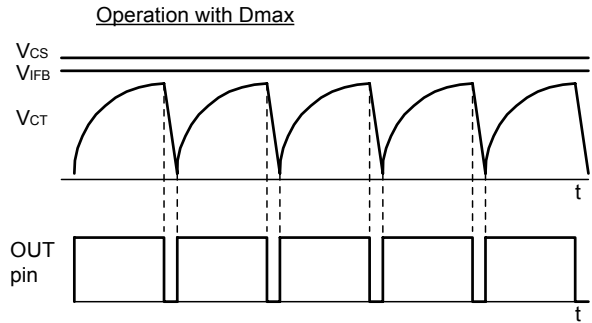 Operation with Dmax
VCS
VIFB
VCT
t
OUT
pin
t